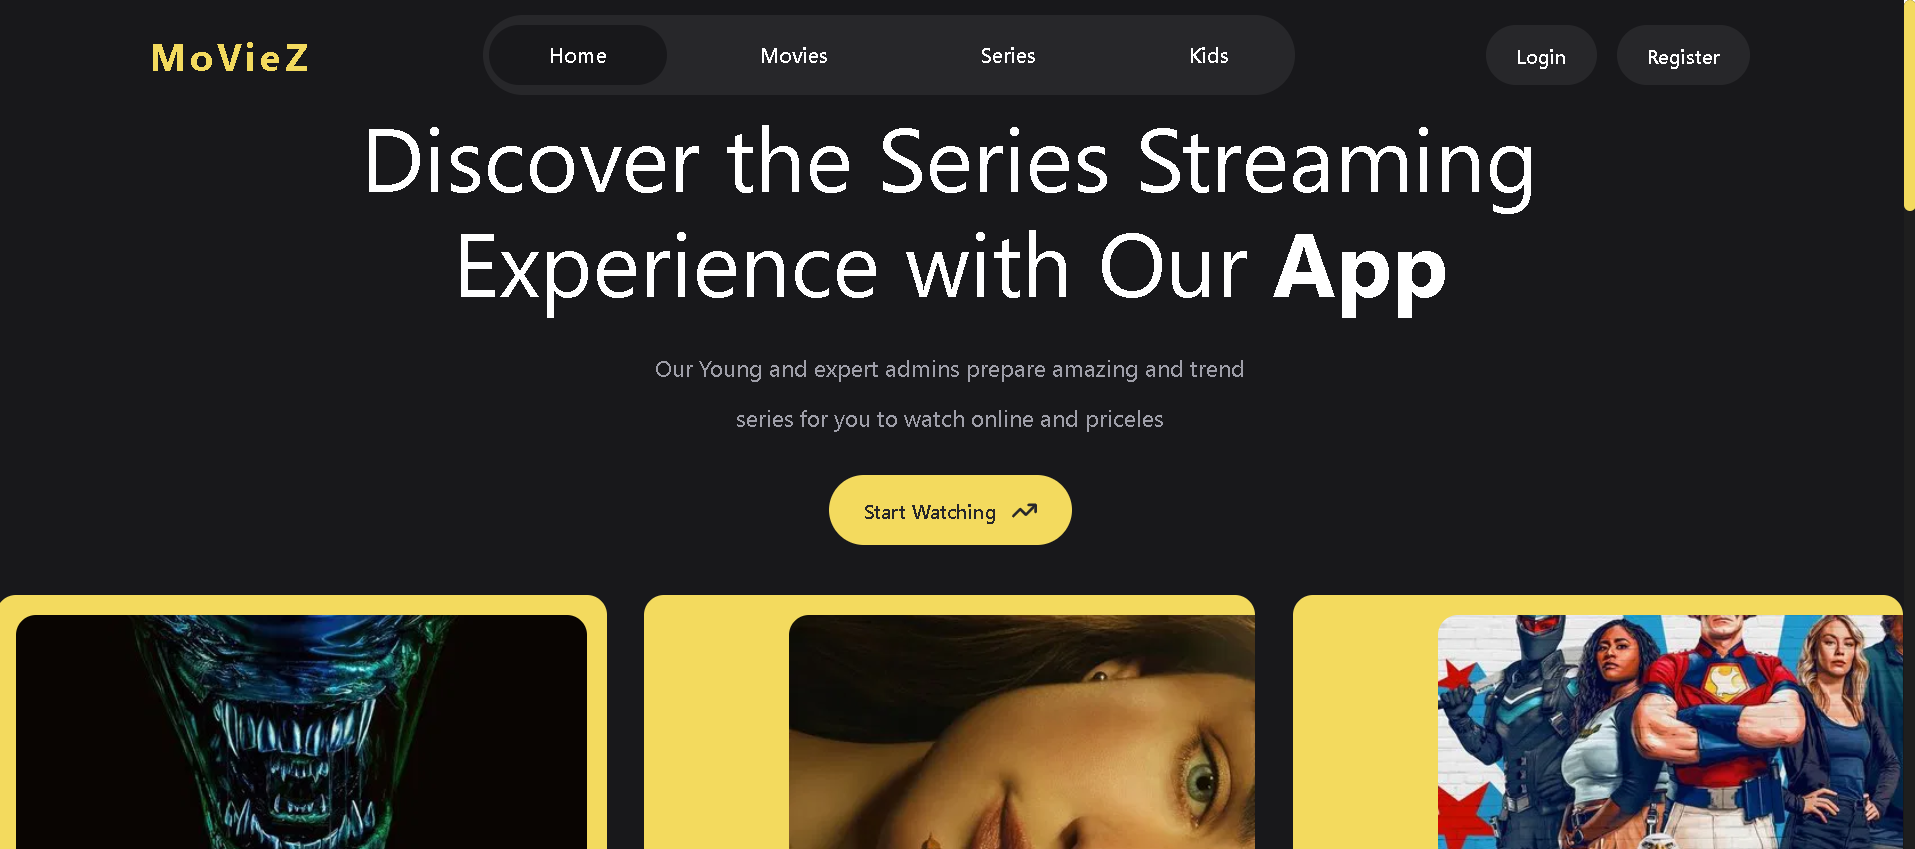 MoVieZ
Home Movies Series Kids
Login Register
Discover the Series Streaming
Experience with Our App
Our Young and expert admins prepare amazing and trend
series for you to watch online and priceles
Start Watching